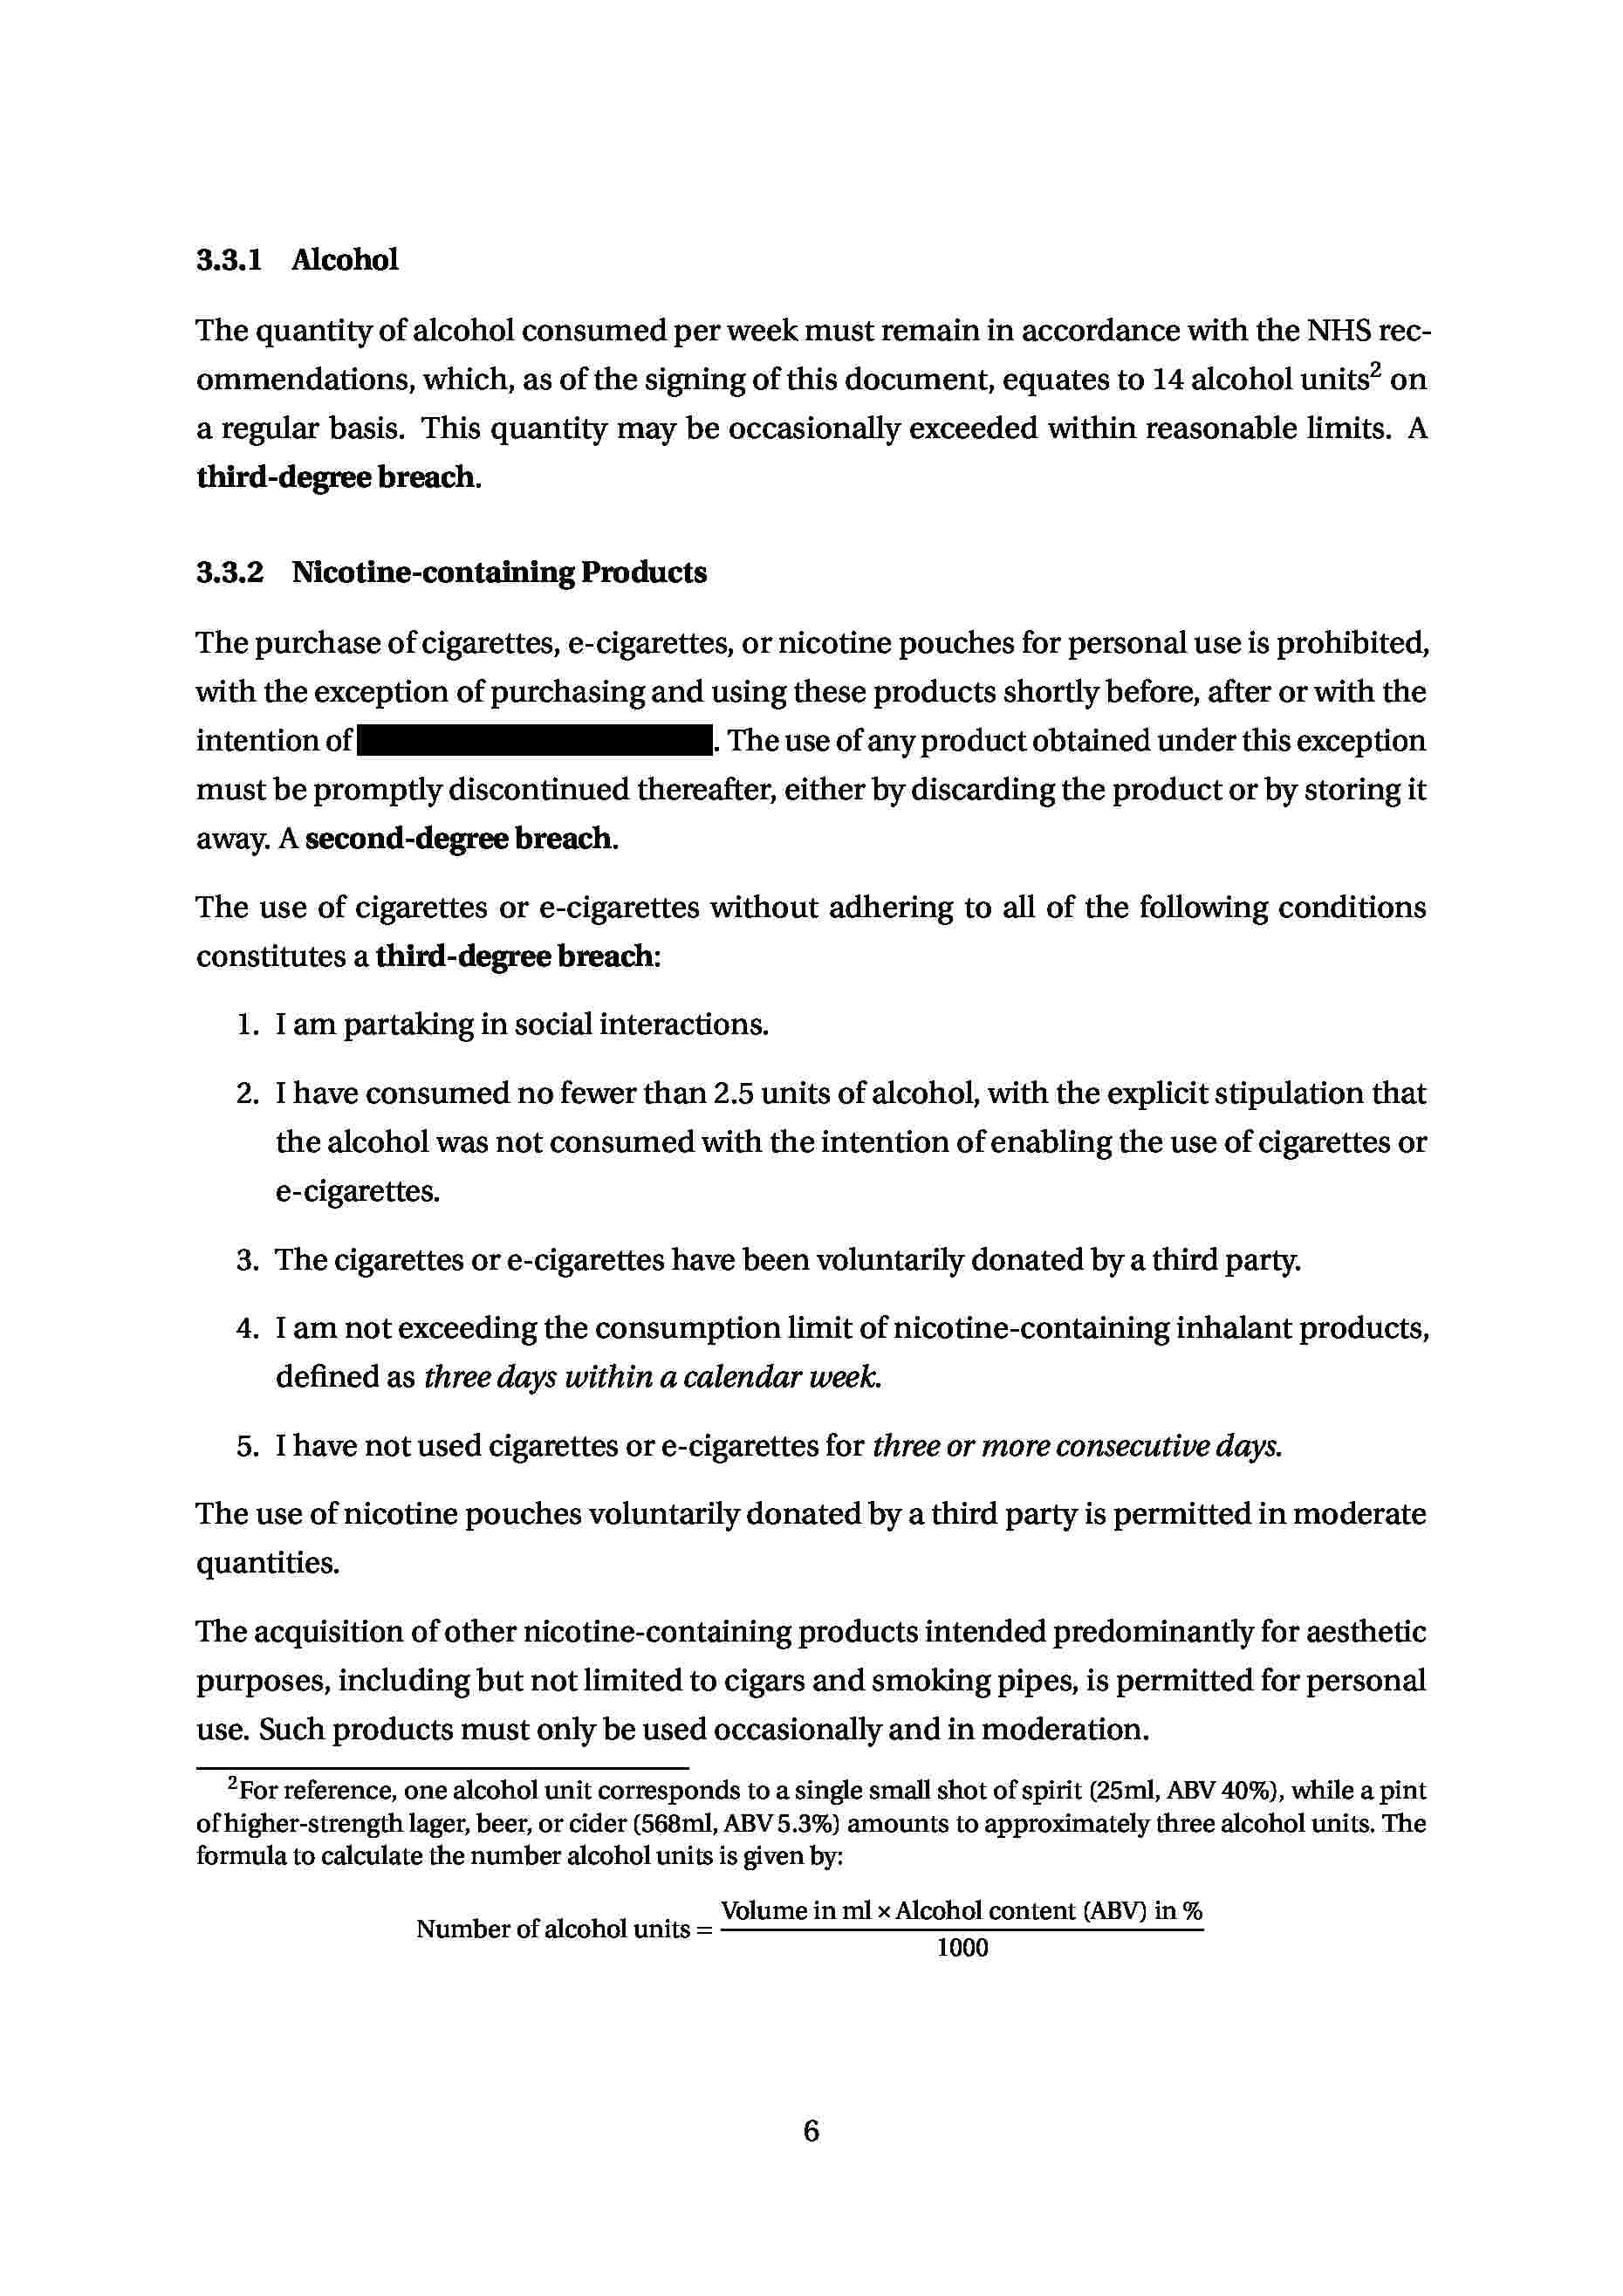 3.3.1 Alcohol
The quantity of alcohol consumed per week must remain in accordance with the NHS rec-
ommendations, which, as of the signing of this document, equates to 14 alcohol units² on
a regular basis. This quantity may be occasionally exceeded within reasonable limits. A
third-degree breach.
3.3.2 Nicotine-containing Products
The purchase of cigarettes, e-cigarettes, or nicotine pouches for personal use is prohibited,
with the exception of purchasing and using these products shortly before, after or with the
intention of . The use of any product obtained under this exception
must be promptly discontinued thereafter, either by discarding the product or by storing it
away. A second-degree breach.
The use of cigarettes or e-cigarettes without adhering to all of the following conditions
constitutes a third-degree breach:
1. I am partaking in social interactions.
2. I have consumed no fewer than 2.5 units of alcohol, with the explicit stipulation that
the alcohol was not consumed with the intention of enabling the use of cigarettes or
e-cigarettes.
3. The cigarettes or e-cigarettes have been voluntarily donated by a third party.
4. I am not exceeding the consumption limit of nicotine-containing inhalant products,
defined as three days within a calendar week.
5. I have not used cigarettes or e-cigarettes for three or more consecutive days.
The use of nicotine pouches voluntarily donated by a third party is permitted in moderate
quantities.
The acquisition of other nicotine-containing products intended predominantly for aesthetic
purposes, including but not limited to cigars and smoking pipes, is permitted for personal
use. Such products must only be used occasionally and in moderation.
²For reference, one alcohol unit corresponds to a single small shot of spirit (25ml, ABV 40%), while a pint
of higher-strength lager, beer, or cider (568ml, ABV 5.3%) amounts to approximately three alcohol units. The
formula to calculate the number alcohol units is given by:
Number of alcohol units = Volume in ml × Alcohol content (ABV) in %
1000
6